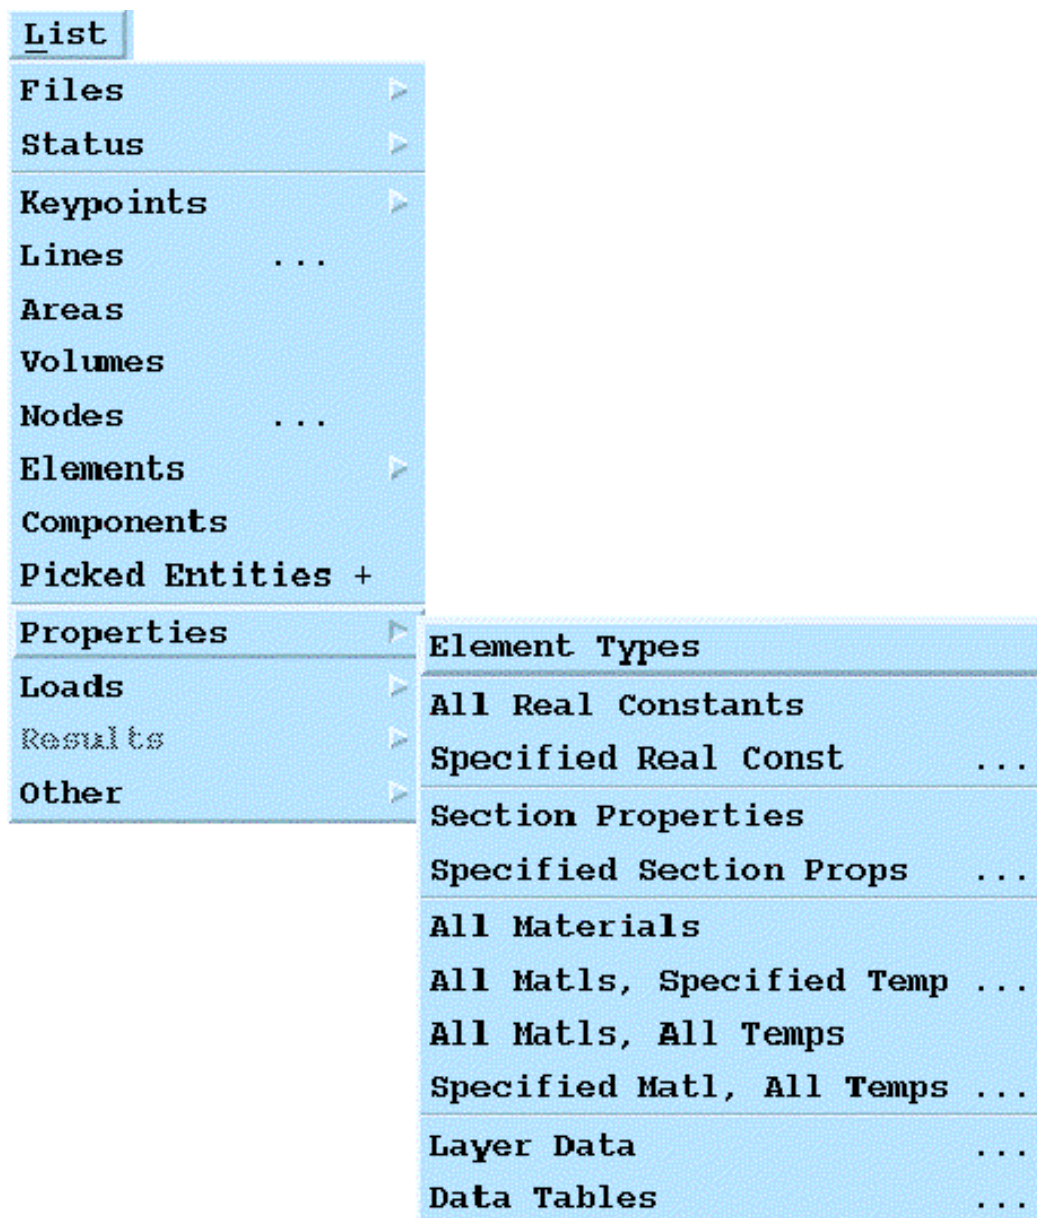 List
Files
Status
Keypoints
Lines ...
Areas
Volumes
Nodes ...
Elements
Components
Picked Entities +
Properties
Loads
Results
Other
Element Types
All Real Constants
Specified Real Const ...
Section Properties
Specified Section Props ...
All Materials
All Matls, Specified Temp ...
All Matls, All Temps
Specified Matl, All Temps ...
Layer Data ...
Data Tables ...